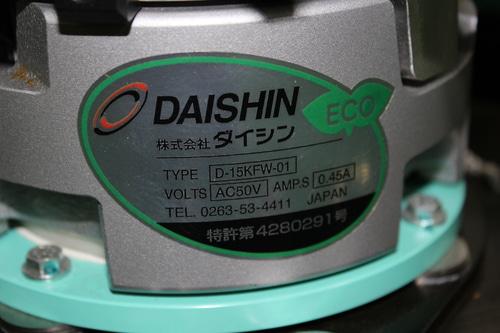 DAISHIN
ECO
株式会社 ダイシン
TYPE D-15KFW-01
VOLTS AC50V AMP.S 0.45A
TEL. 0263-53-4411 JAPAN
特許第4280291号